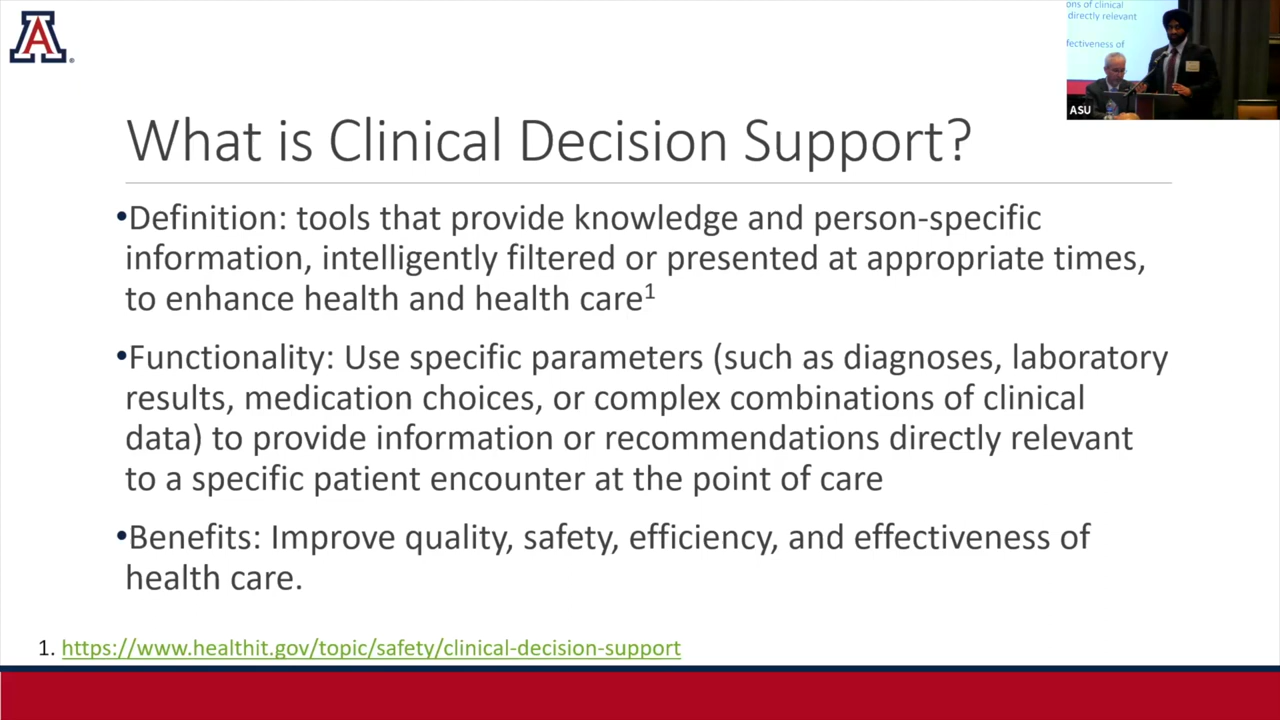 A
ons of clinical
directly relevant
fectiveness of
ASU
What is Clinical Decision Support?
•Definition: tools that provide knowledge and person-specific
information, intelligently filtered or presented at appropriate times,
to enhance health and health care1
•Functionality: Use specific parameters (such as diagnoses, laboratory
results, medication choices, or complex combinations of clinical
data) to provide information or recommendations directly relevant
to a specific patient encounter at the point of care
•Benefits: Improve quality, safety, efficiency, and effectiveness of
health care.
1. https://www.healthit.gov/topic/safety/clinical-decision-support